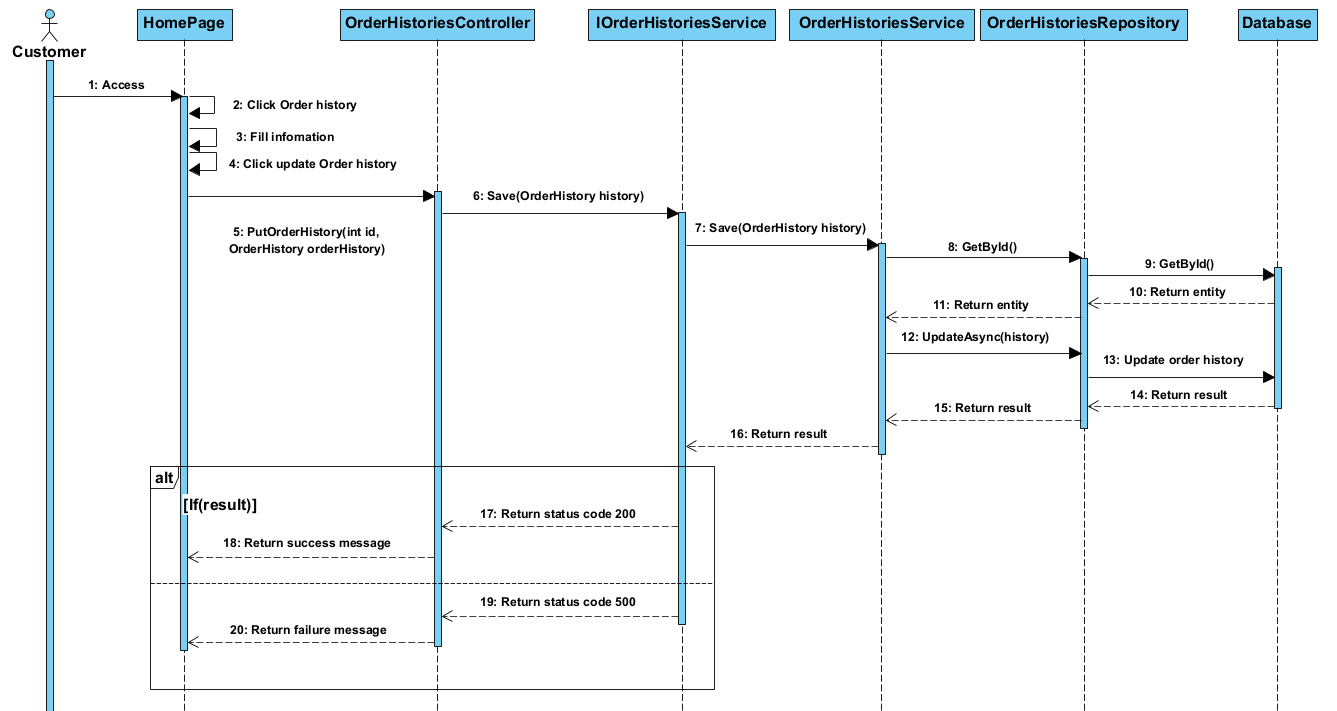 Customer
HomePage
OrderHistoriesController
IOrderHistoriesService
OrderHistoriesService
OrderHistoriesRepository
Database
1: Access
2: Click Order history
3: Fill infomation
4: Click update Order history
5: PutOrderHistory(int id,
OrderHistory orderHistory)
6: Save(OrderHistory history)
7: Save(OrderHistory history)
8: GetById()
9: GetById()
10: Return entity
11: Return entity
12: UpdateAsync(history)
13: Update order history
14: Return result
15: Return result
16: Return result
alt
[If(result)]
17: Return status code 200
18: Return success message
19: Return status code 500
20: Return failure message